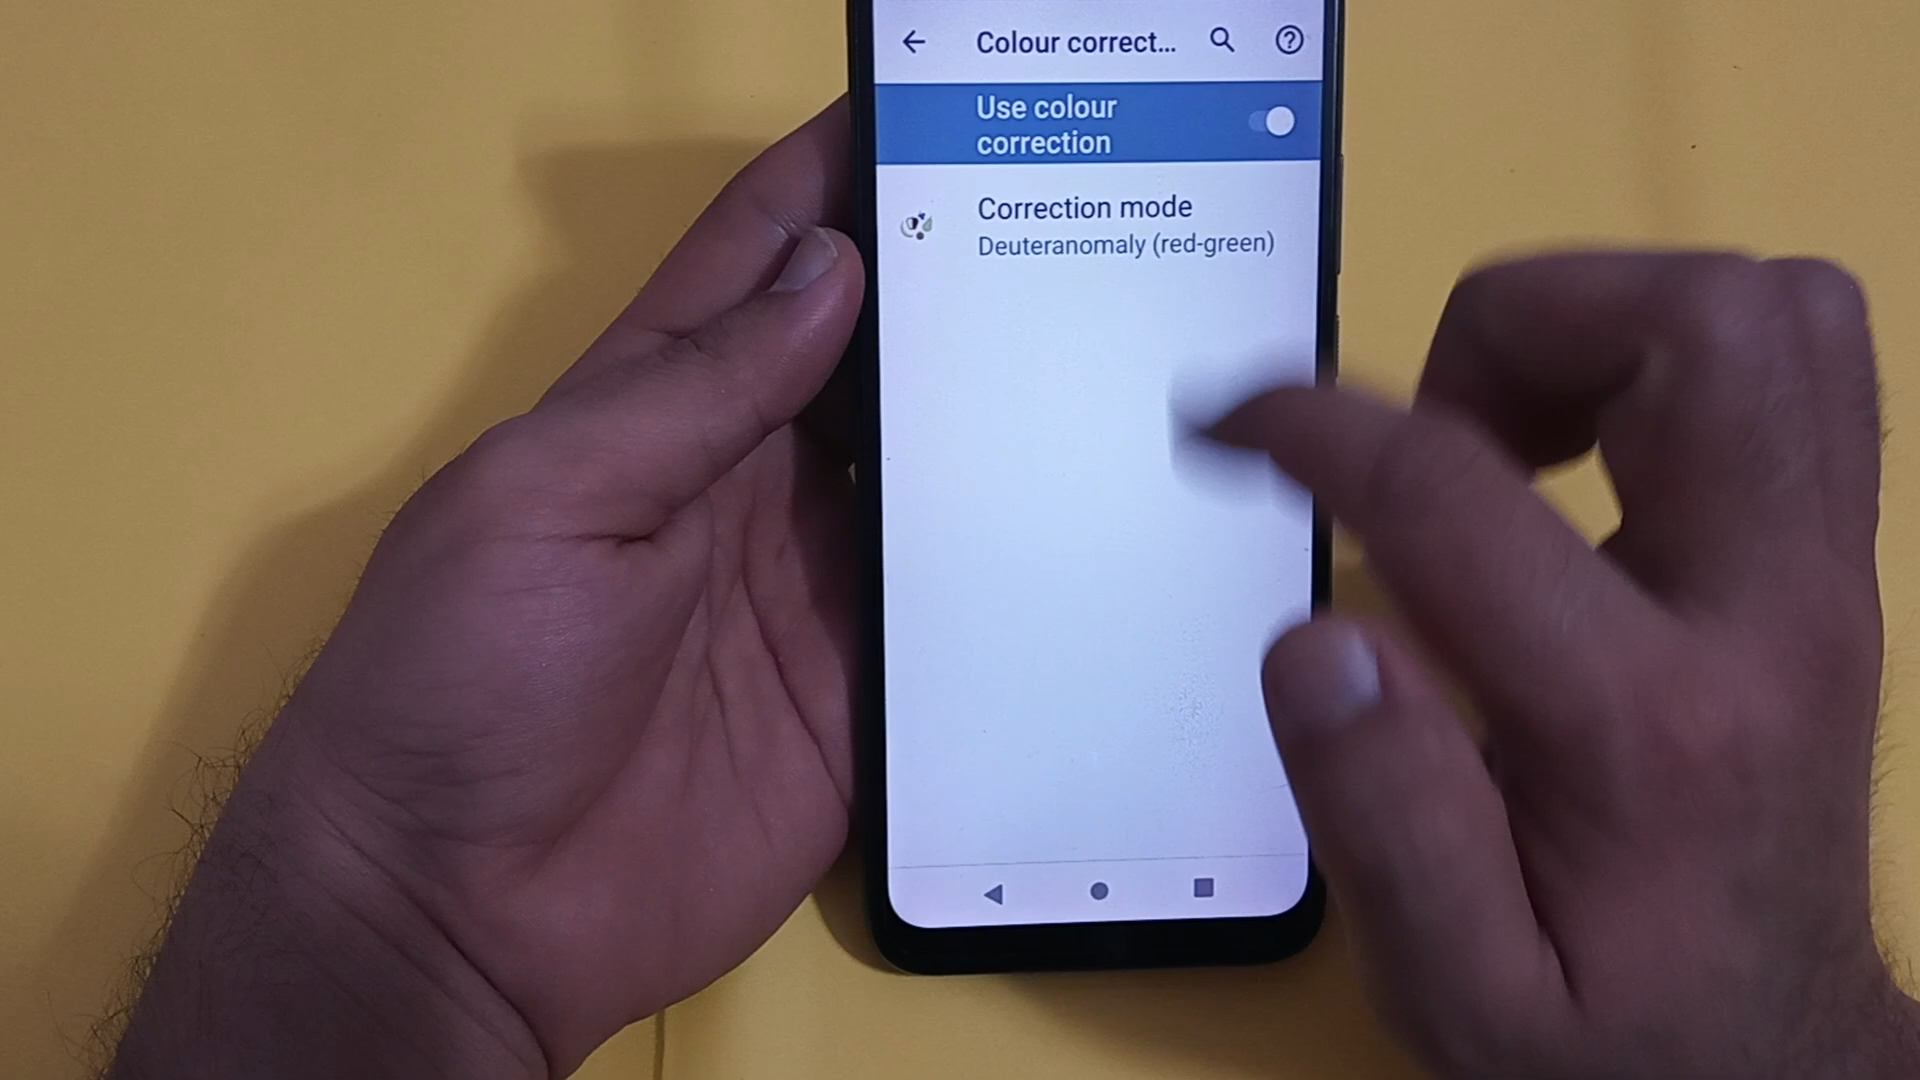 Colour correct...
Use colour
correction
Correction mode
Deuteranomaly (red-green)